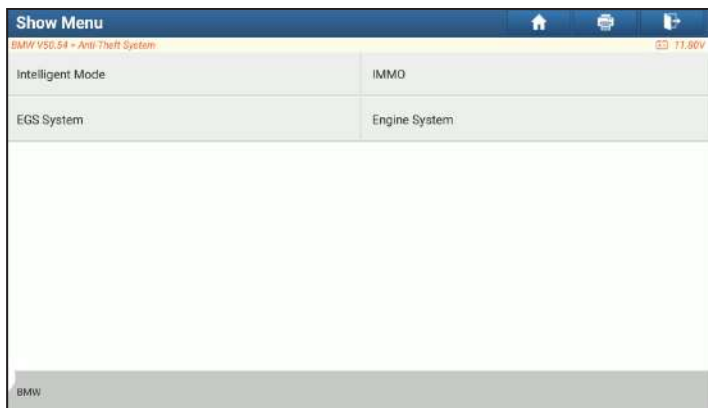 Show Menu
BMW V50.54 > Anti-Theft System 11.80V
Intelligent Mode IMMO
EGS System Engine System
BMW